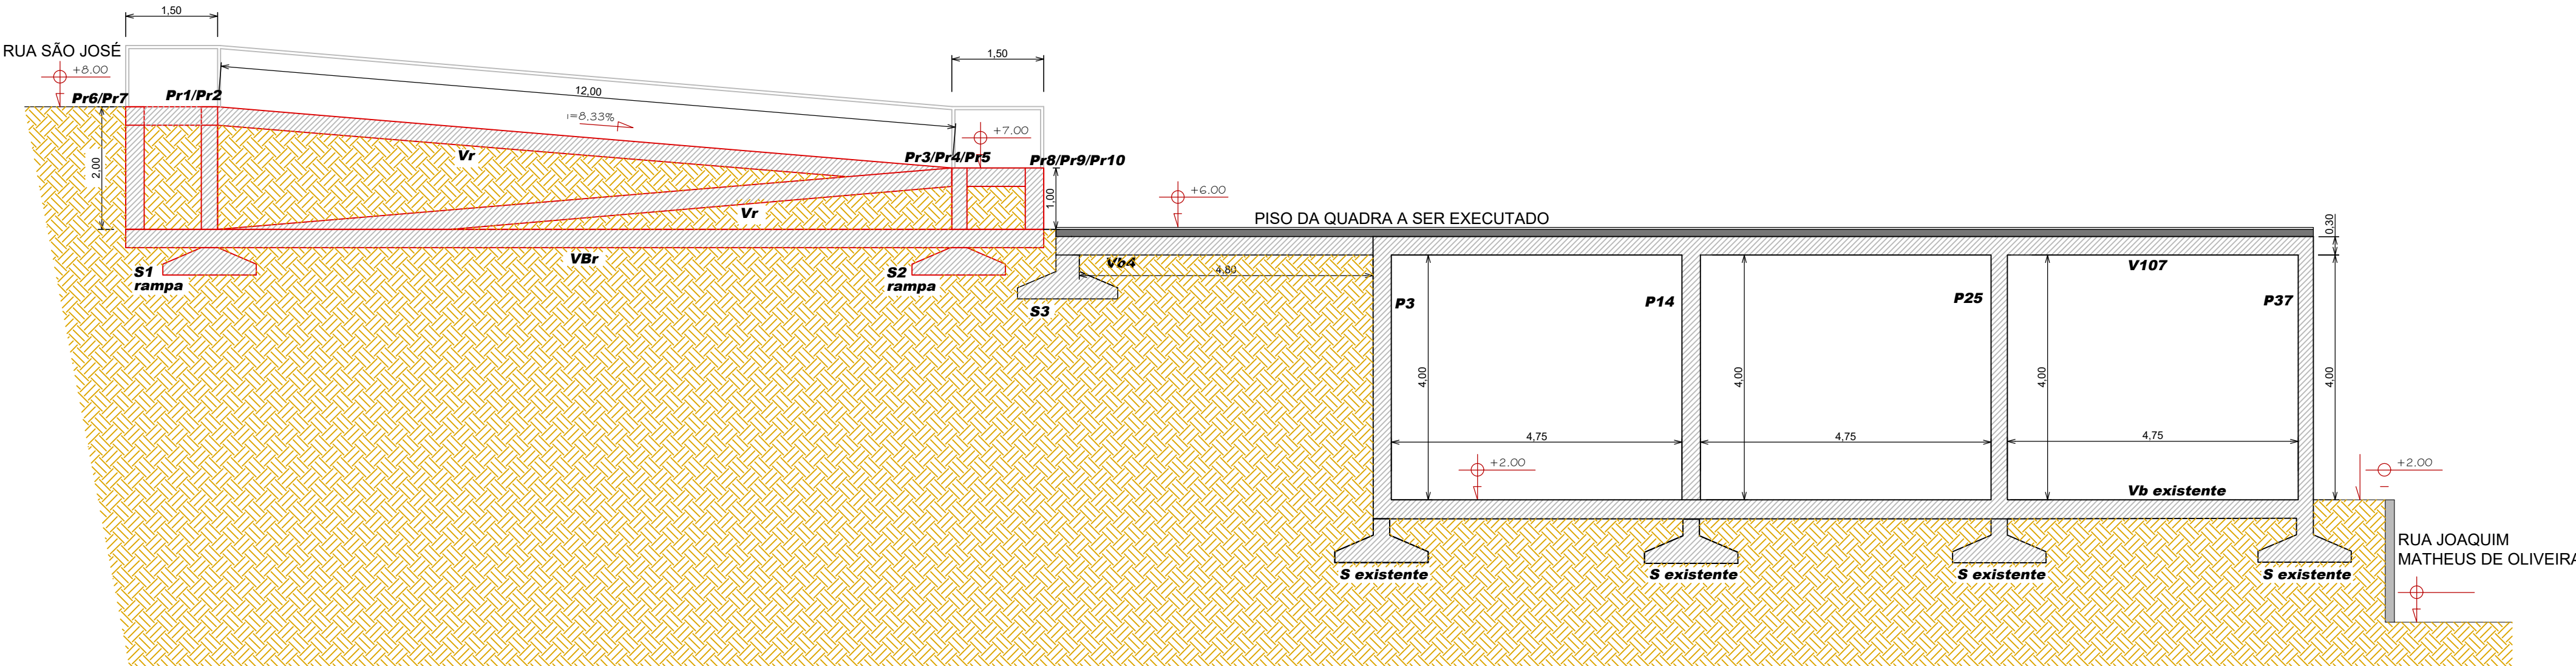 1,50
RUA SÃO JOSÉ
+8.00
Pr6/Pr7
Pr1/Pr2
2,00
12,00
i=8,33%
Vr
Vr
1,50
+7.00
Pr3/Pr4/Pr5
Pr8/Pr9/Pr10
1,00
S1
rampa
VBr
S2
rampa
+6.00
PISO DA QUADRA A SER EXECUTADO
0,30
Vb4
4,80
S3
V107
P3
P14
P25
P37
4,00
4,00
4,00
4,00
4,75
4,75
4,75
+2.00
+2.00
Vb existente
S existente
S existente
S existente
S existente
RUA JOAQUIM
MATHEUS DE OLIVEIRA